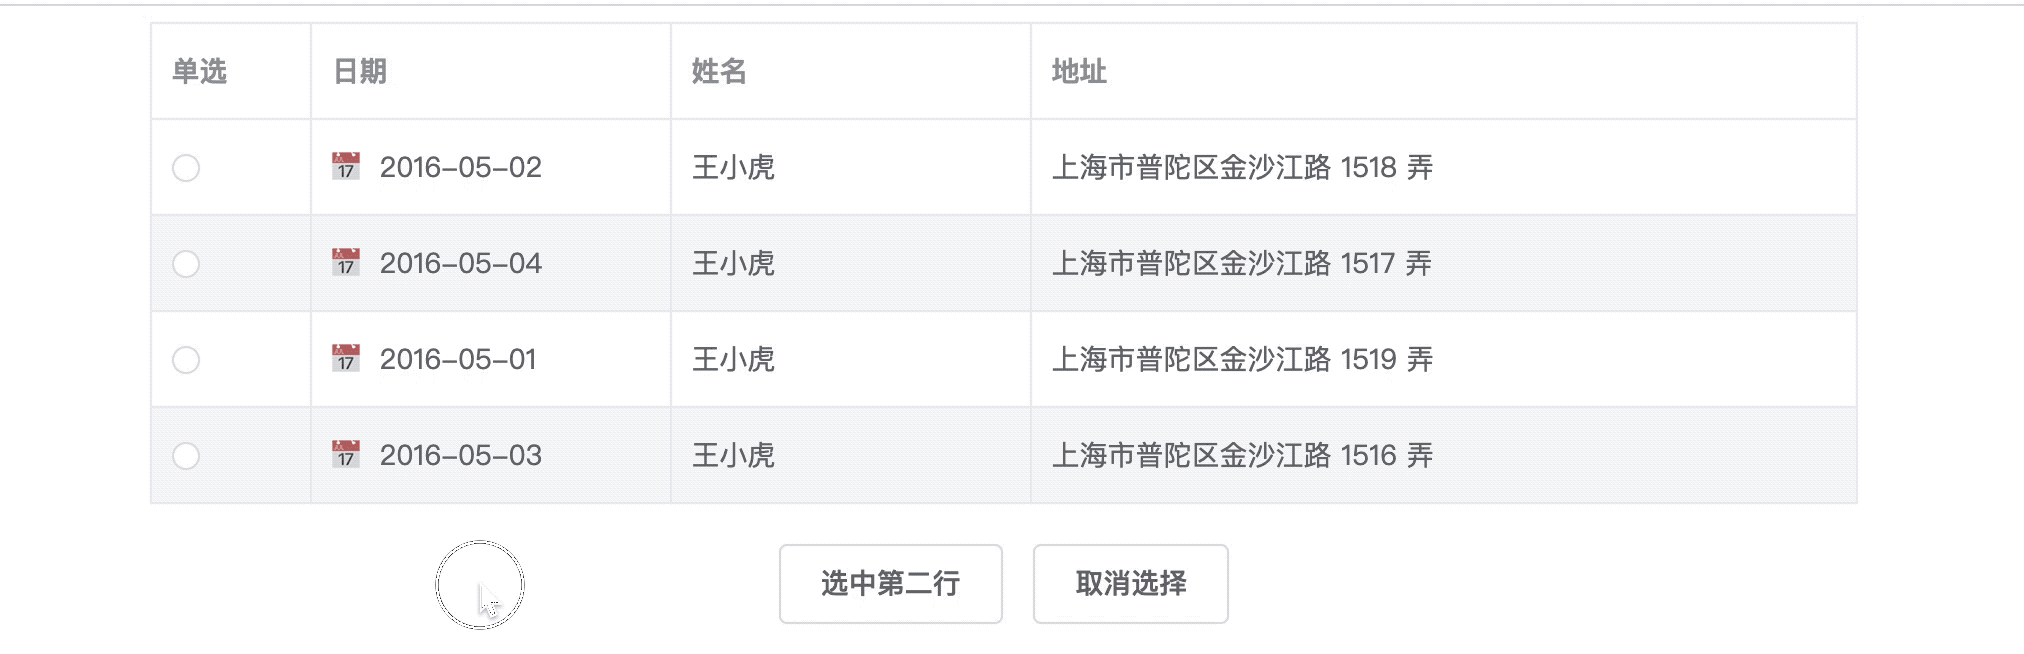 单选 日期 姓名 地址
17 2016-05-02 王小虎 上海市普陀区金沙江路 1518 弄
17 2016-05-04 王小虎 上海市普陀区金沙江路 1517 弄
17 2016-05-01 王小虎 上海市普陀区金沙江路 1519 弄
17 2016-05-03 王小虎 上海市普陀区金沙江路 1516 弄
选中第二行 取消选择